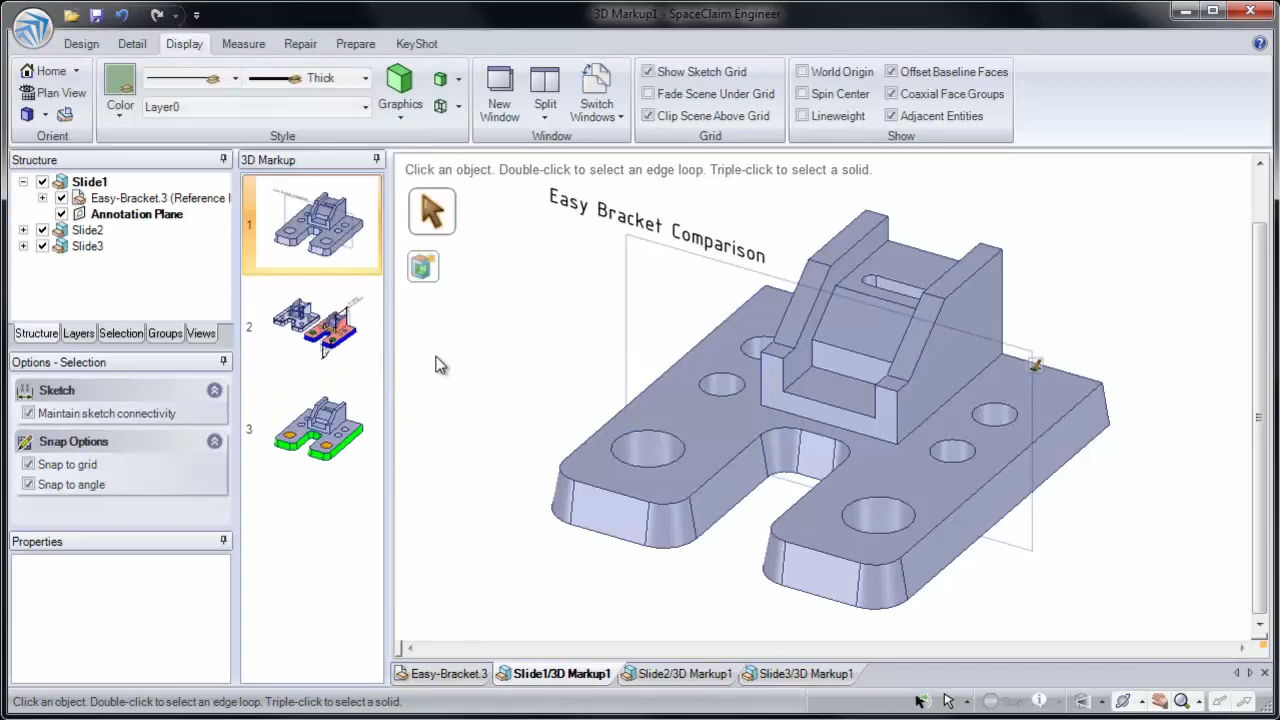 3D Markup1 - SpaceClaim Engineer
Design Detail Display Measure Repair Prepare KeyShot
Home
Plan View
Orient
Color
Thick
Layer0
Graphics
Style
New Window
Split
Switch Windows
Window
Show Sketch Grid
Fade Scene Under Grid
Clip Scene Above Grid
Grid
World Origin
Spin Center
Lineweight
Offset Baseline Faces
Coaxial Face Groups
Adjacent Entities
Show
Structure
Slide1
Easy-Bracket.3 (Reference
Annotation Plane
Slide2
Slide3
Structure Layers Selection Groups Views
Options - Selection
Sketch
Maintain sketch connectivity
Snap Options
Snap to grid
Snap to angle
Properties
3D Markup
1
2
3
Click an object. Double-click to select an edge loop. Triple-click to select a solid.
Easy Bracket Comparison
Easy-Bracket.3 Slide1/3D Markup1 Slide2/3D Markup1 Slide3/3D Markup1
Click an object. Double-click to select an edge loop. Triple-click to select a solid.
Stop